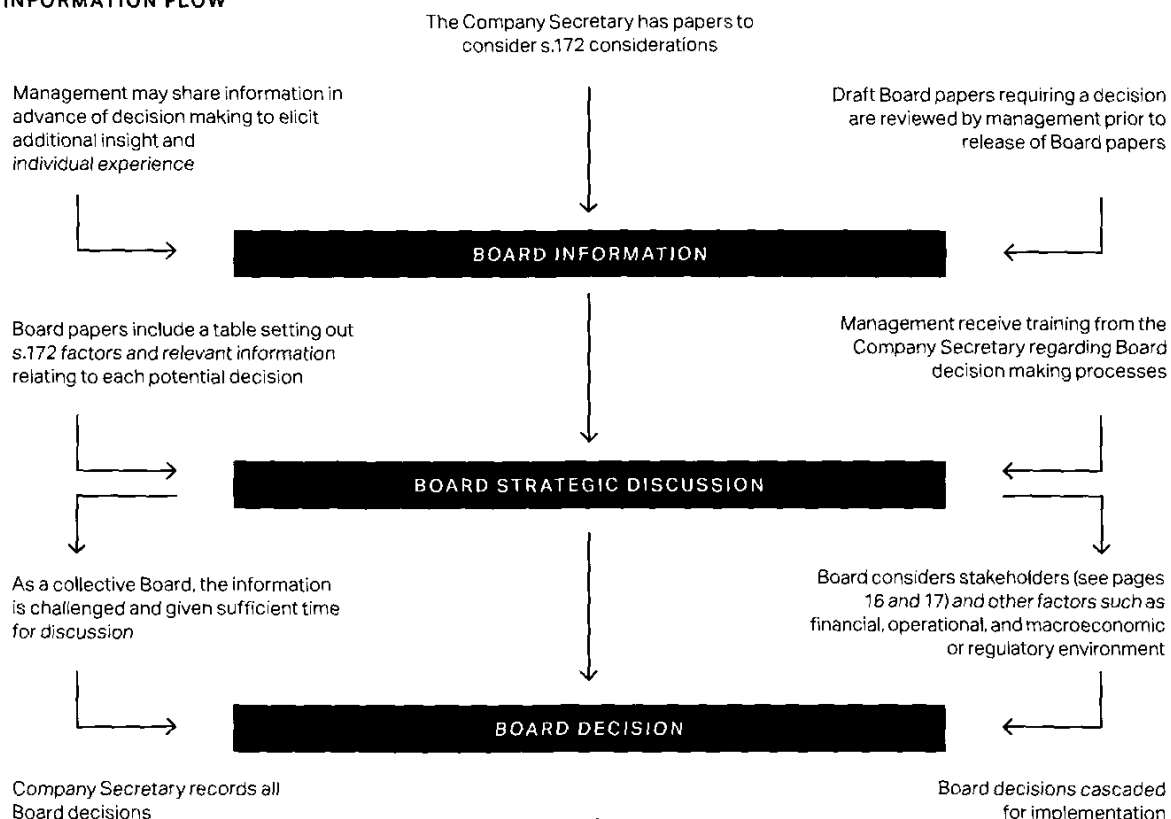 INFORMATION FLOW
The Company Secretary has papers to
consider s.172 considerations
Management may share information in
advance of decision making to elicit
additional insight and
individual experience
Draft Board papers requiring a decision
are reviewed by management prior to
release of Board papers
BOARD INFORMATION
Board papers include a table setting out
s.172 factors and relevant information
relating to each potential decision
Management receive training from the
Company Secretary regarding Board
decision making processes
BOARD STRATEGIC DISCUSSION
As a collective Board, the information
is challenged and given sufficient time
for discussion
Board considers stakeholders (see pages
16 and 17) and other factors such as
financial, operational, and macroeconomic
or regulatory environment
BOARD DECISION
Company Secretary records all
Board decisions
Board decisions cascaded
for implementation